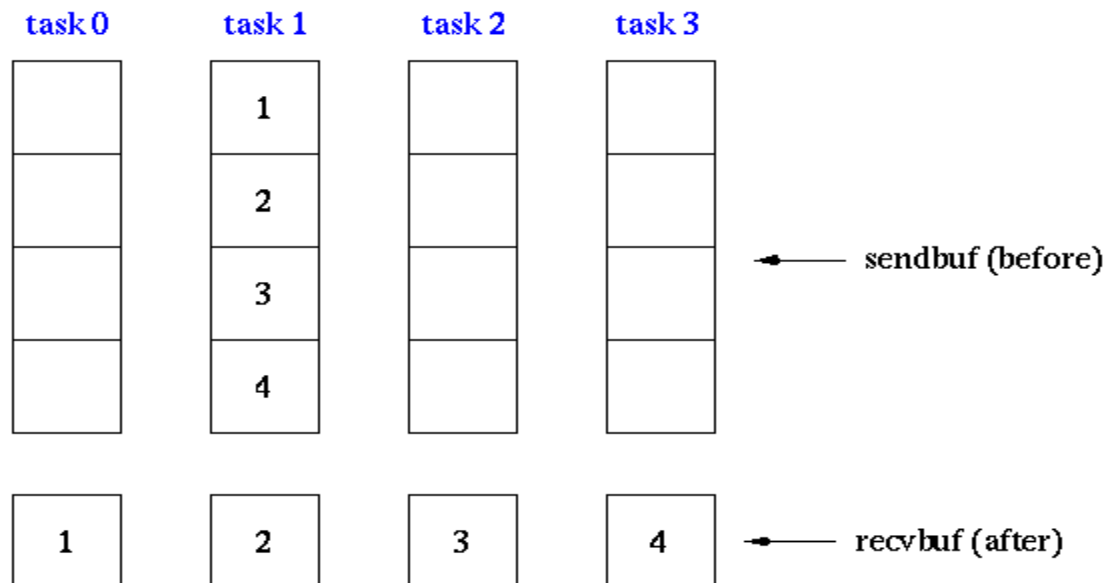 task 0 task 1 task 2 task 3
1
2
sendbuf (before)
3
4
1 2 3 4 recvbuf (after)